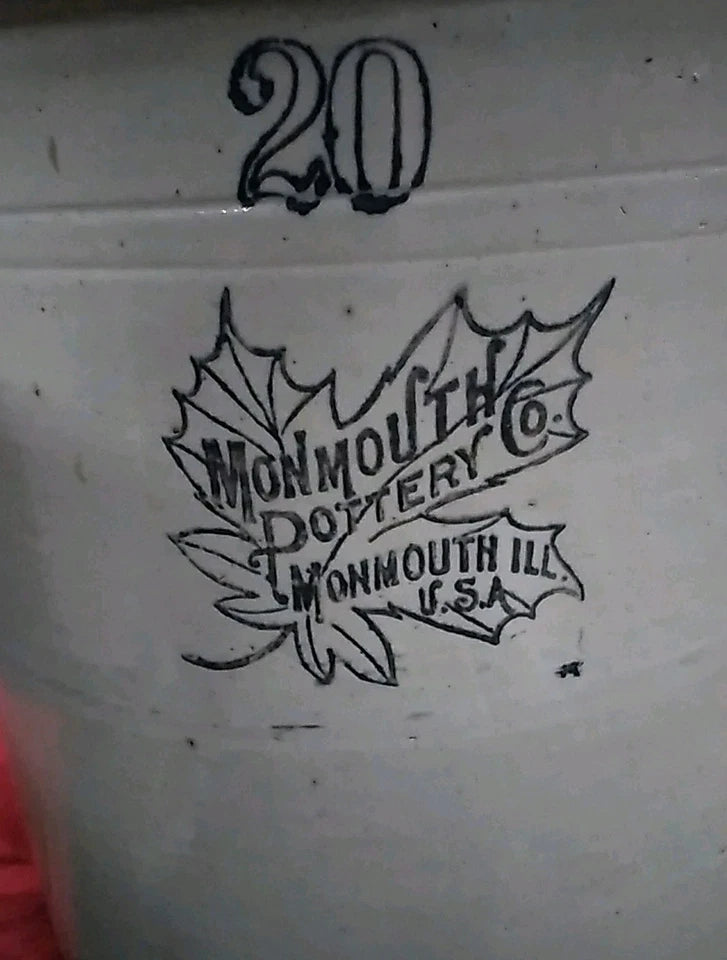 20
MONMOUTH
POTTERY CO.
MONMOUTH ILL.
U.S.A.